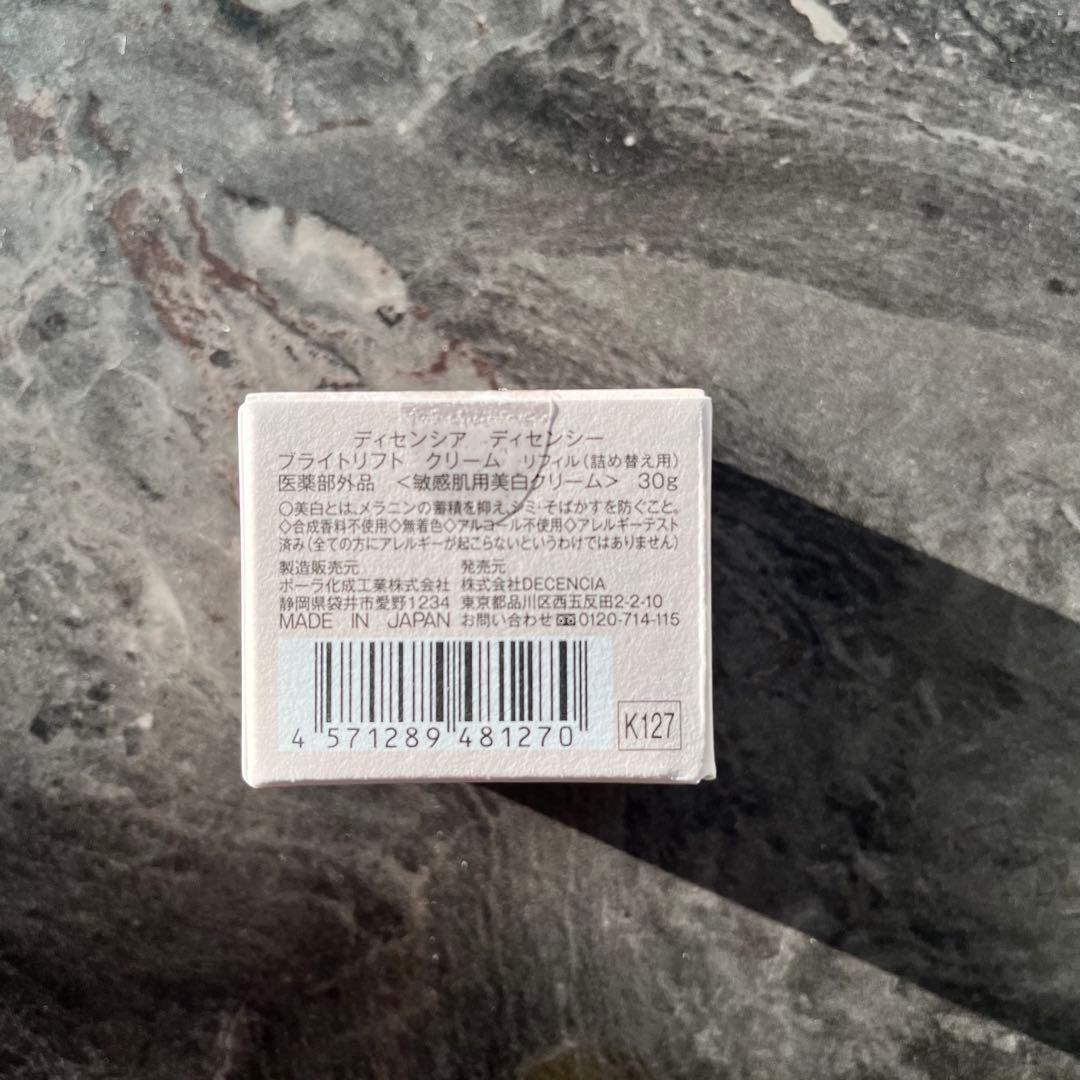 ディセンシア ディセンシー
ブライトリフト クリーム リフィル(詰め替え用)
医薬部外品 <敏感肌用美白クリーム> 30g
○美白とは、メラニンの蓄積を抑え、シミ・そばかすを防ぐこと。
◇合成香料不使用◇無着色◇アルコール不使用◇アレルギーテスト
済み(全ての方にアレルギーが起こらないというわけではありません)
製造販売元 発売元
ポーラ化成工業株式会社 株式会社DECENCIA
静岡県袋井市愛野1234 東京都品川区西五反田2-2-10
MADE IN JAPAN お問い合わせ 0120-714-115
4 571289 481270
K127